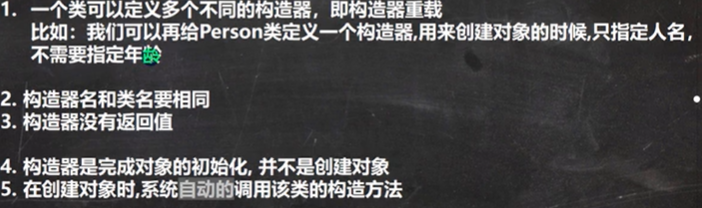 1. 一个类可以定义多个不同的构造器，即构造器重载
比如：我们可以再给Person类定义一个构造器,用来创建对象的时候,只指定人名，
不需要指定年龄
2. 构造器名和类名要相同
3. 构造器没有返回值
4. 构造器是完成对象的初始化, 并不是创建对象
5. 在创建对象时,系统自动的调用该类的构造方法